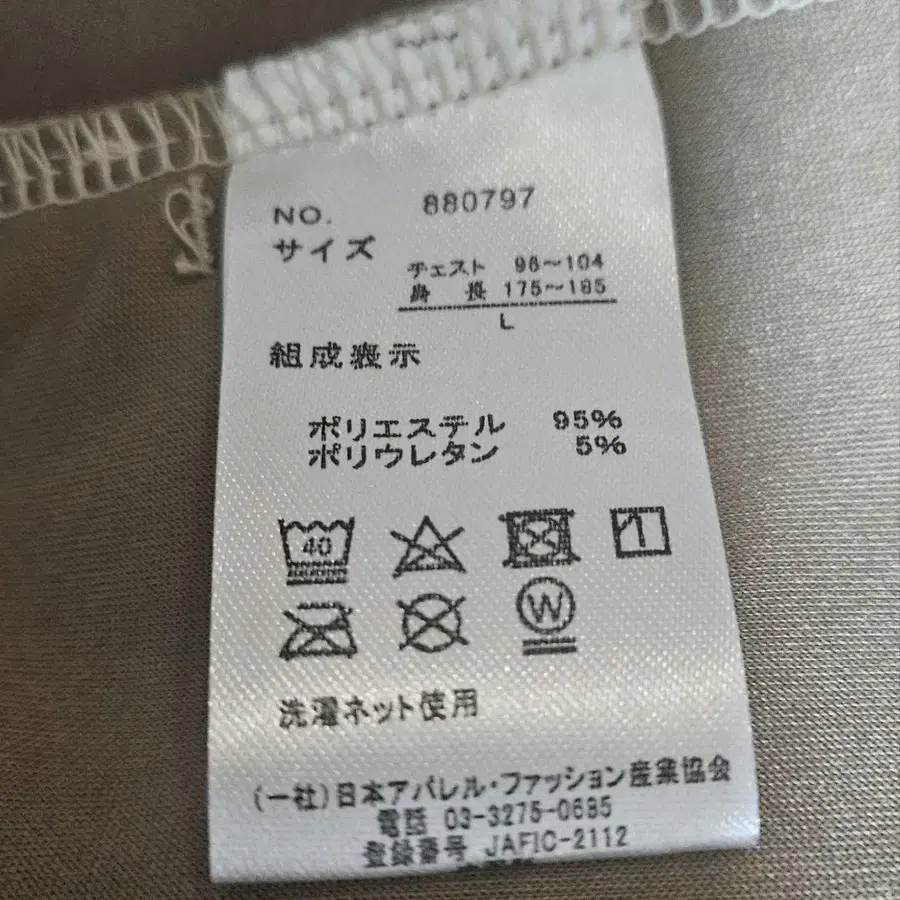 NO. 880797
サイズ
チェスト 96~104
身長 175~185
L
組成表示
ポリエステル 95%
ポリウレタン 5%
40
W
洗濯ネット使用
(一社)日本アパレル・ファッション産業協会
電話 03-3275-0695
登録番号 JAFIC-2112